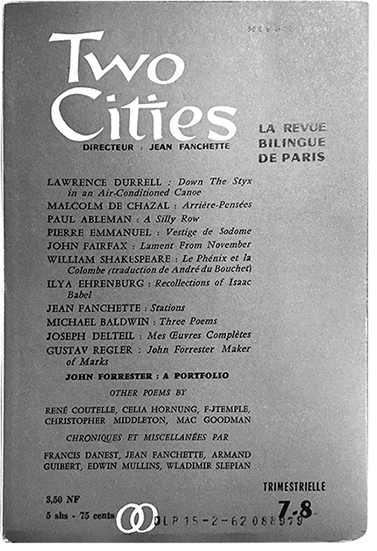 Two
Cities
DIRECTEUR : JEAN FANCHETTE
LA REVUE
BILINGUE
DE PARIS
LAWRENCE DURRELL : Down The Styx
in an Air-Conditioned Canoe
MALCOLM DE CHAZAL : Arrière-Pensées
PAUL ABLEMAN : A Silly Row
PIERRE EMMANUEL : Vestige de Sodome
JOHN FAIRFAX : Lament From November
WILLIAM SHAKESPEARE : Le Phénix et la
Colombe (traduction de André du Bouchet)
ILYA EHRENBURG : Recollections of Isaac
Babel
JEAN FANCHETTE : Stations
MICHAEL BALDWIN : Three Poems
JOSEPH DELTEIL : Mes Œuvres Complètes
GUSTAV REGLER : John Forrester Maker
of Marks
JOHN FORRESTER : A PORTFOLIO
OTHER POEMS BY
RENÉ COUTELLE, CELIA HORNUNG, F-JTEMPLE,
CHRISTOPHER MIDDLETON, MAC GOODMAN
CHRONIQUES ET MISCELLANÉES PAR
FRANCIS DANEST, JEAN FANCHETTE, ARMAND
GUIBERT, EDWIN MULLINS, WLADIMIR SLEPIAN
TRIMESTRIELLE
3,50 NF
5 shs - 75 cents
7-8
DLP 15-2-62 088979